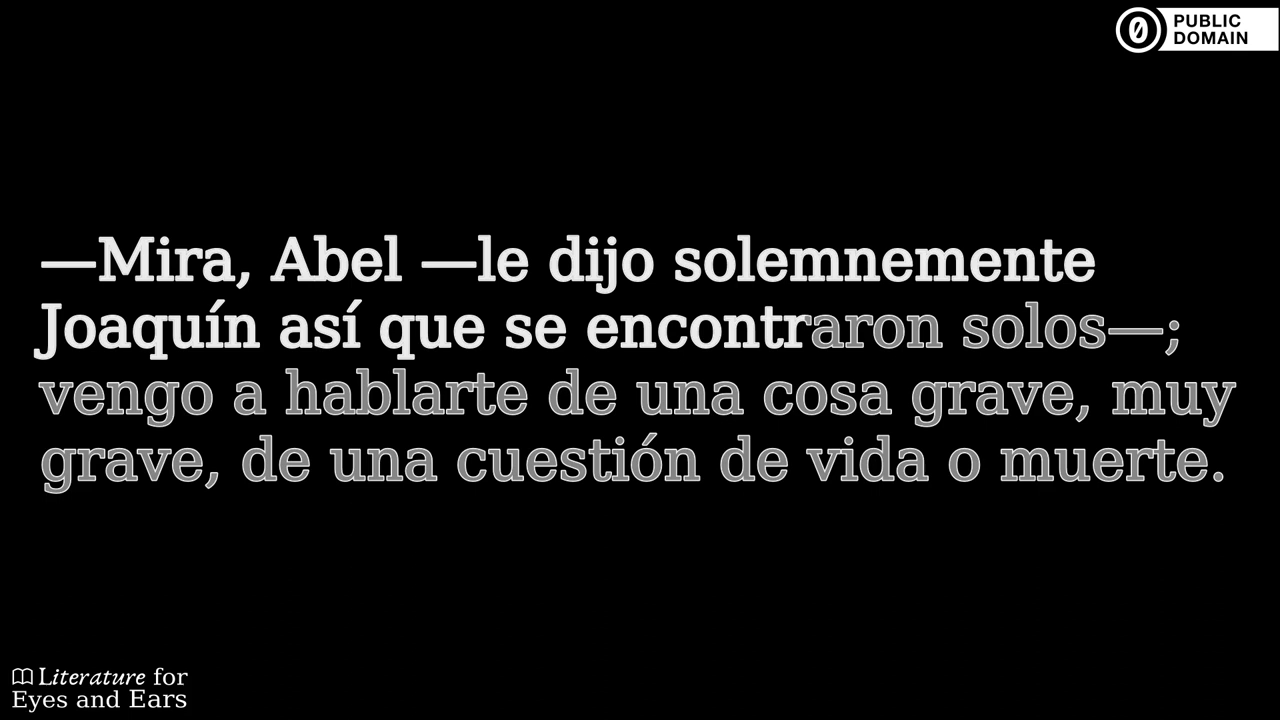 PUBLIC
DOMAIN
—Mira, Abel —le dijo solemnemente
Joaquín así que se encontraron solos—;
vengo a hablarte de una cosa grave, muy
grave, de una cuestión de vida o muerte.
Literature for
Eyes and Ears